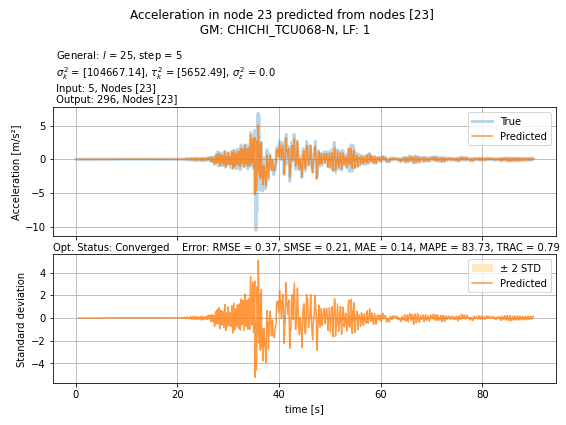 Acceleration in node 23 predicted from nodes [23]
GM: CHICHI_TCU068-N, LF: 1
General: l = 25, step = 5
σ²ₖ = [104667.14], τ²ₖ = [5652.49], σ²_ε = 0.0
Input: 5, Nodes [23]
Output: 296, Nodes [23]
Acceleration [m/s²]
5
0
−5
−10
True
Predicted
Opt. Status: Converged    Error: RMSE = 0.37, SMSE = 0.21, MAE = 0.14, MAPE = 83.73, TRAC = 0.79
Standard deviation
4
2
0
−2
−4
± 2 STD
Predicted
0 20 40 60 80
time [s]